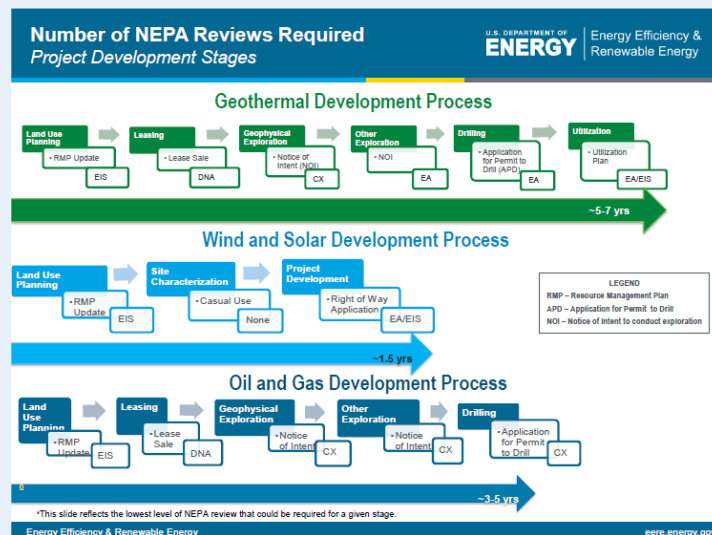 Number of NEPA Reviews Required
Project Development Stages
U.S. DEPARTMENT OF
ENERGY
Energy Efficiency &
Renewable Energy
Geothermal Development Process
Land Use
Planning
• RMP Update
EIS
Leasing
• Lease Sale
DNA
Geophysical
Exploration
• Notice of
Intent (NOI)
CX
Other
Exploration
• NOI
EA
Drilling
• Application
for Permit to
Drill (APD)
EA
Utilization
• Utilization
Plan
EA/EIS
~5-7 yrs
Wind and Solar Development Process
Land Use
Planning
• RMP
Update
EIS
Site
Characterization
• Casual Use
None
Project
Development
• Right of Way
Application
EA/EIS
~1.5 yrs
LEGEND
RMP – Resource Management Plan
APD – Application for Permit to Drill
NOI – Notice of Intent to conduct exploration
Oil and Gas Development Process
Land
Use
Planning
• RMP
Update
EIS
Leasing
• Lease
Sale
DNA
Geophysical
Exploration
• Notice
of Intent
CX
Other
Exploration
• Notice
of Intent
CX
Drilling
• Application
for Permit
to Drill
CX
0
~3-5 yrs
*This slide reflects the lowest level of NEPA review that could be required for a given stage.
Energy Efficiency & Renewable Energy
eere.energy.gov